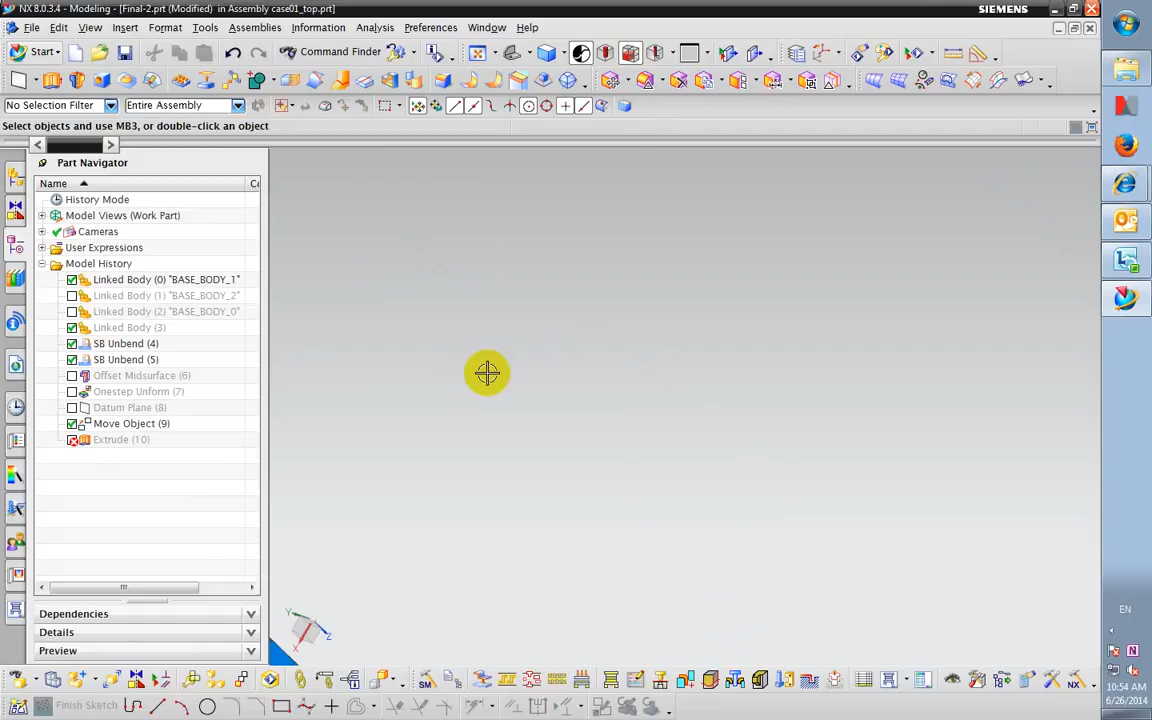 NX 8.0.3.4 - Modeling - [Final-2.prt (Modified)  in Assembly case01_top.prt]
SIEMENS
File Edit View Insert Format Tools Assemblies Information Analysis Preferences Window Help
Start Command Finder
No Selection Filter Entire Assembly
Select objects and use MB3, or double-click an object
Part Navigator
Name C
History Mode
Model Views (Work Part)
Cameras
User Expressions
Model History
Linked Body (0) "BASE_BODY_1"
Linked Body (1) "BASE_BODY_2"
Linked Body (2) "BASE_BODY_0"
Linked Body (3)
SB Unbend (4)
SB Unbend (5)
Offset Midsurface (6)
Onestep Unform (7)
Datum Plane (8)
Move Object (9)
Extrude (10)
Dependencies
Details
Preview
Y
Z
X
SM
NX
Finish Sketch
EN
10:54 AM
6/26/2014